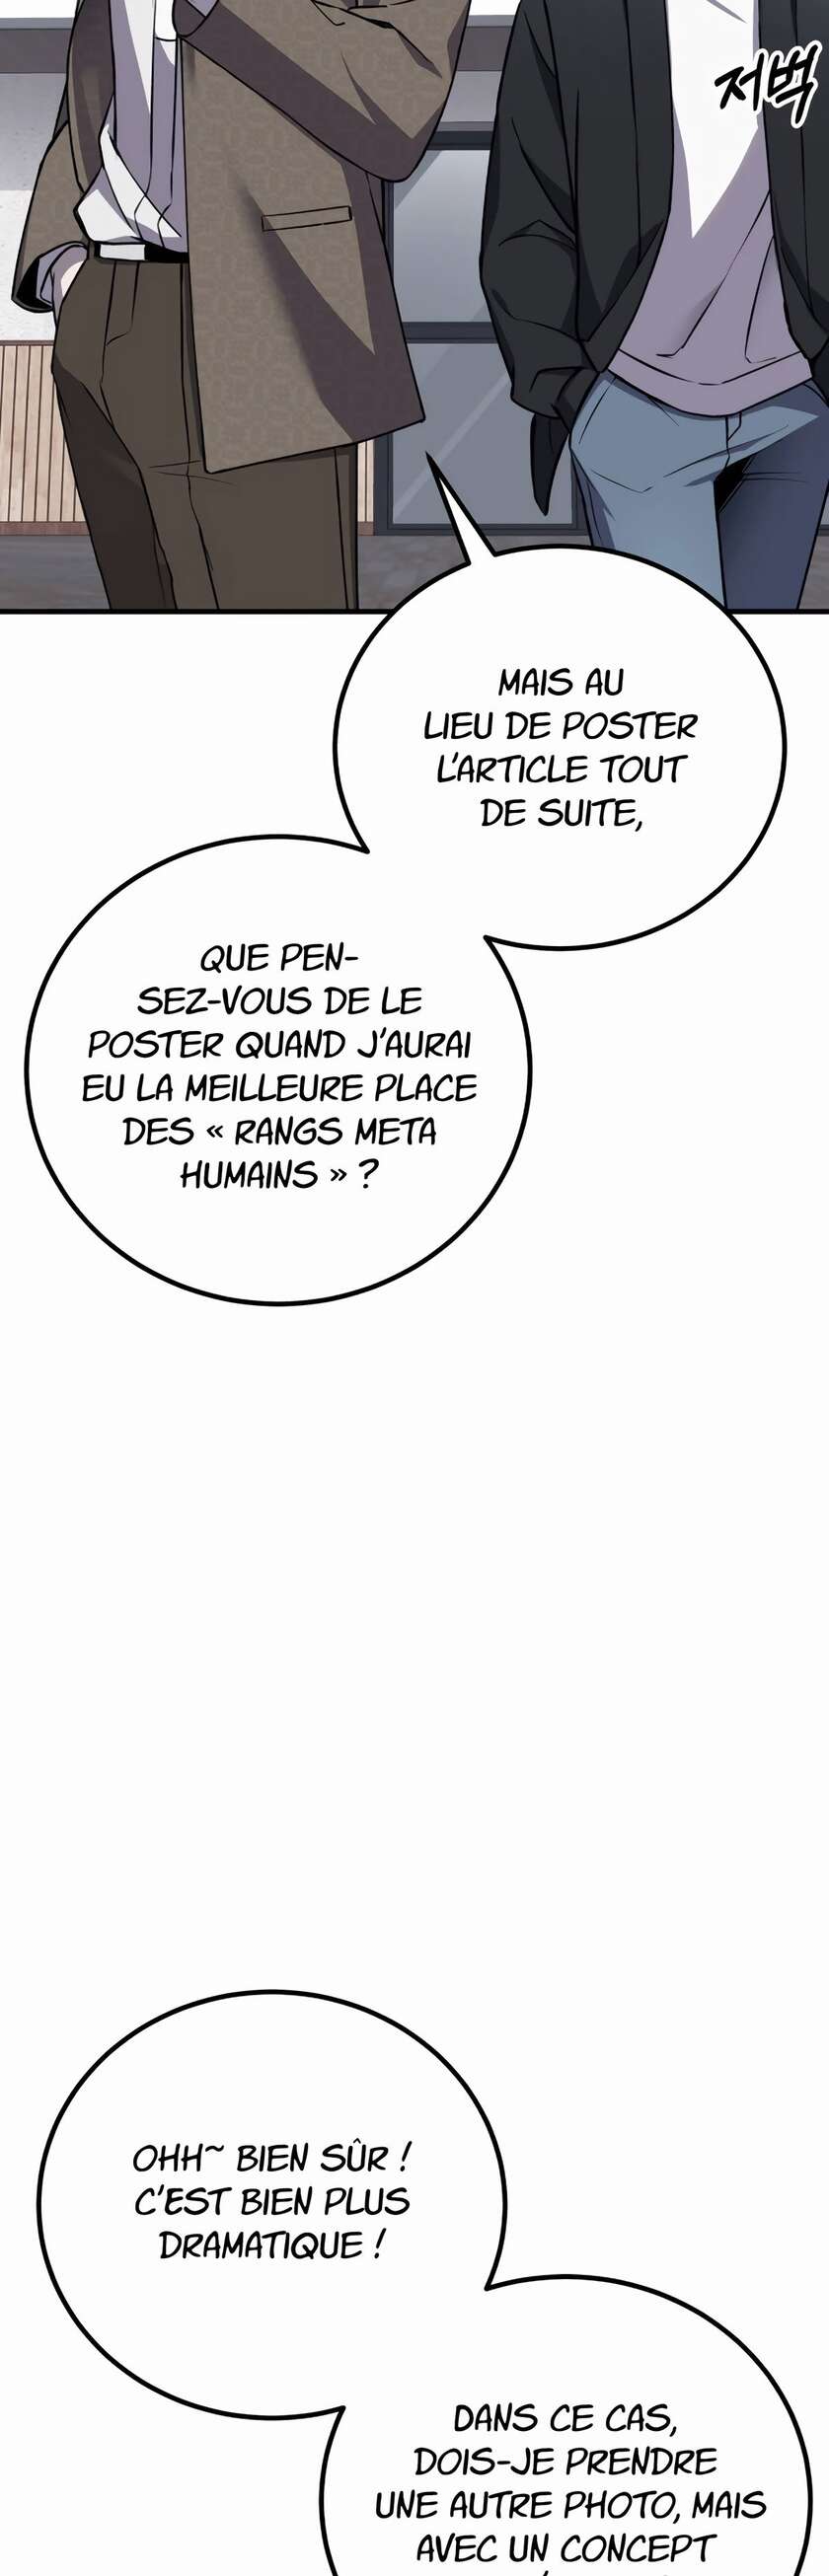 저벅
MAIS AU
LIEU DE POSTER
L'ARTICLE TOUT
DE SUITE,
QUE PEN-
SEZ-VOUS DE LE
POSTER QUAND J'AURAI
EU LA MEILLEURE PLACE
DES « RANGS META
HUMAINS » ?
OHH~ BIEN SÛR !
C'EST BIEN PLUS
DRAMATIQUE !
DANS CE CAS,
DOIS-JE PRENDRE
UNE AUTRE PHOTO, MAIS
AVEC UN CONCEPT